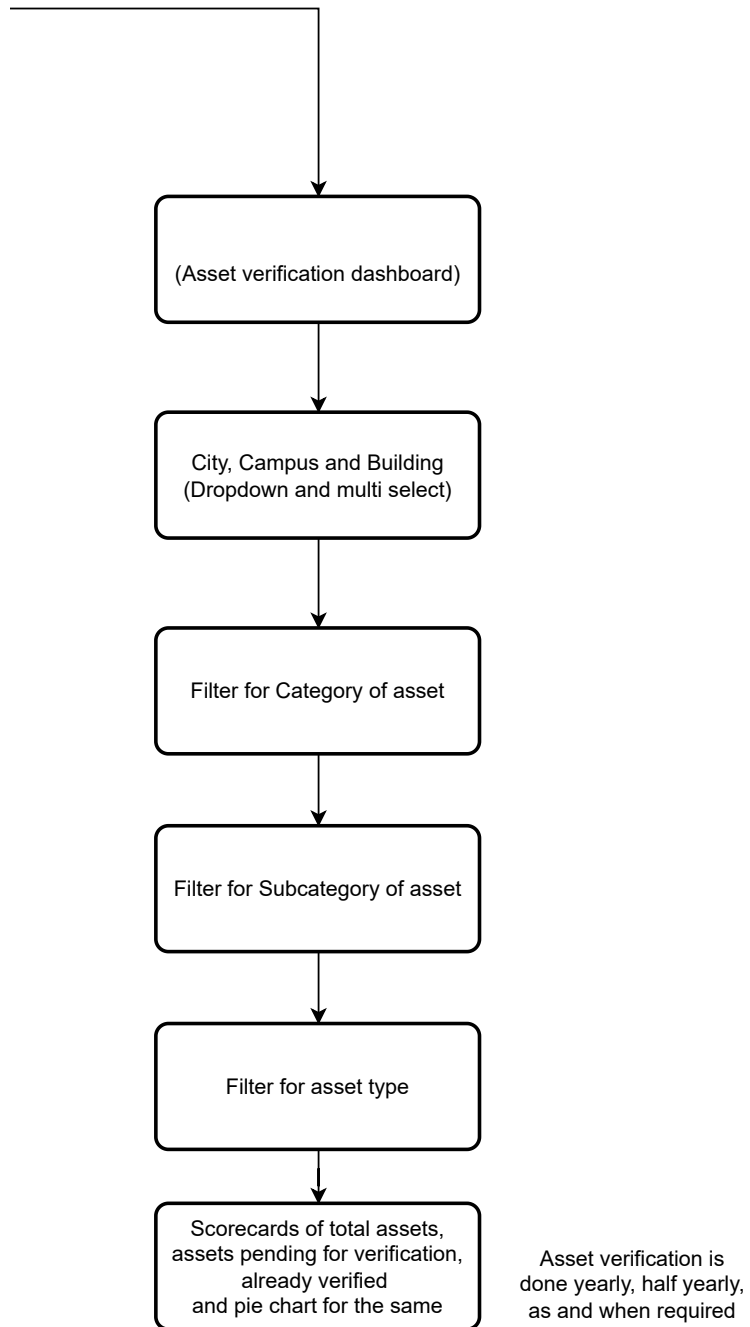 (Asset verification dashboard)
City, Campus and Building
(Dropdown and multi select)
Filter for Category of asset
Filter for Subcategory of asset
Filter for asset type
Scorecards of total assets,
assets pending for verification,
already verified
and pie chart for the same
Asset verification is
done yearly, half yearly,
as and when required